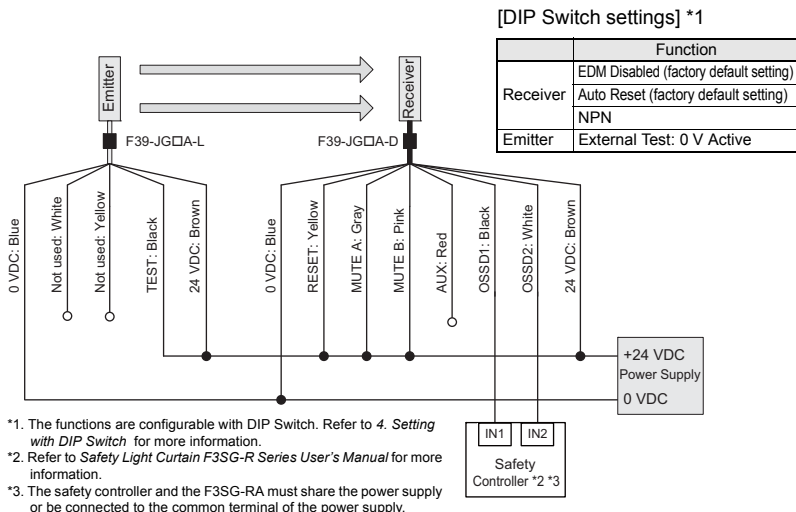 [DIP Switch settings] *1
Function
Receiver
EDM Disabled (factory default setting)
Auto Reset (factory default setting)
NPN
Emitter
External Test: 0 V Active
Emitter
Receiver
F39-JG□A-L
F39-JG□A-D
0 VDC: Blue
Not used: White
Not used: Yellow
TEST: Black
24 VDC: Brown
0 VDC: Blue
RESET: Yellow
MUTE A: Gray
MUTE B: Pink
AUX: Red
OSSD1: Black
OSSD2: White
24 VDC: Brown
+24 VDC
Power Supply
0 VDC
IN1
IN2
Safety
Controller *2 *3
*1. The functions are configurable with DIP Switch. Refer to 4. Setting
with DIP Switch for more information.
*2. Refer to Safety Light Curtain F3SG-R Series User's Manual for more
information.
*3. The safety controller and the F3SG-RA must share the power supply
or be connected to the common terminal of the power supply.